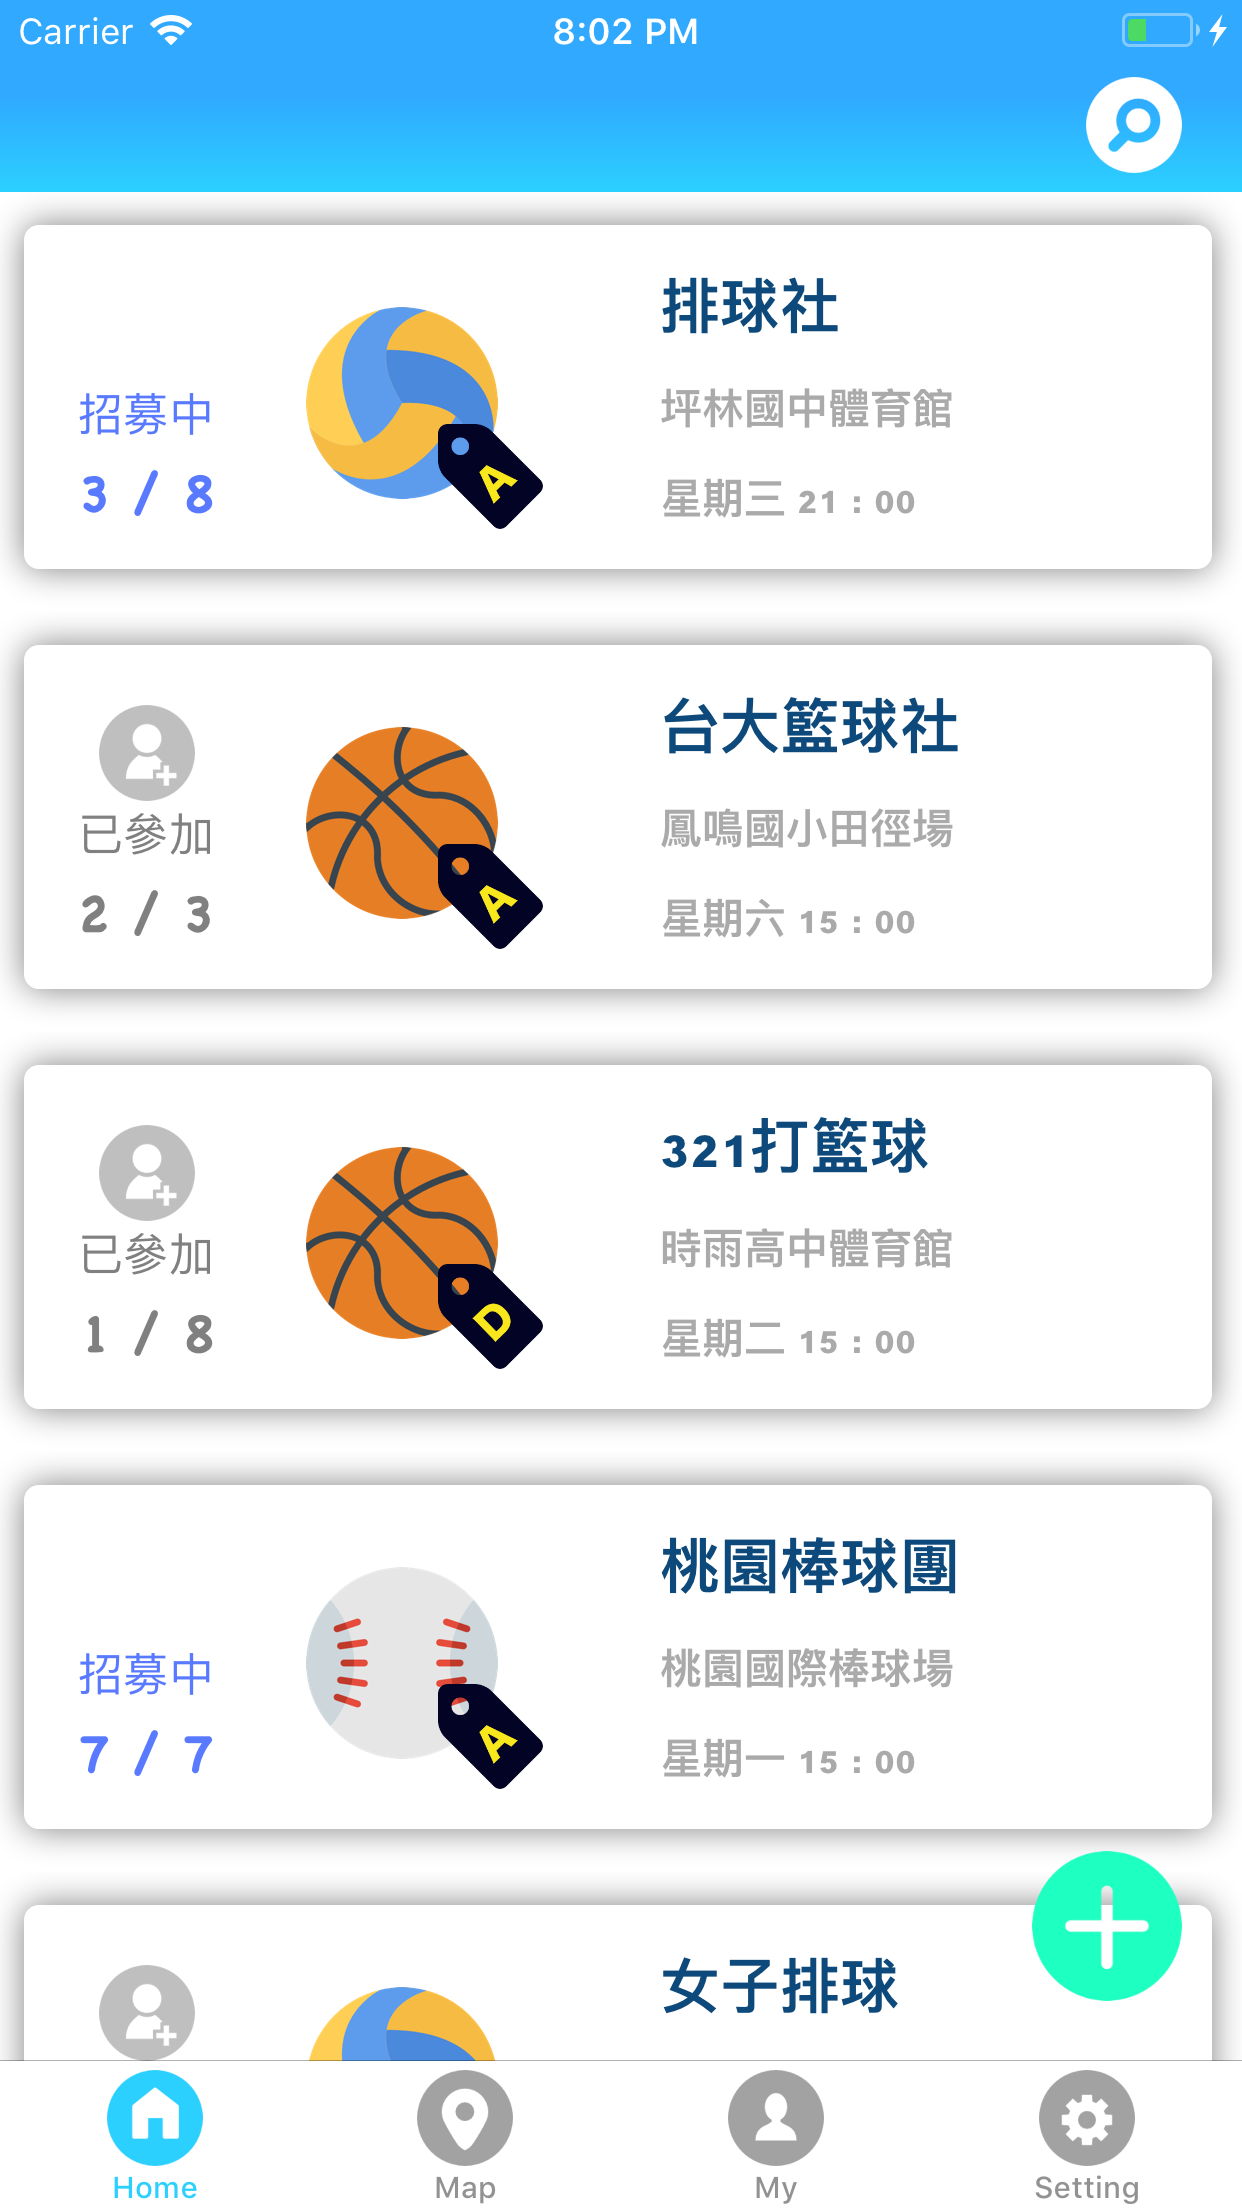 Carrier 8:02 PM
排球社
坪林國中體育館
招募中
3 / 8
A
星期三 21 : 00
台大籃球社
鳳鳴國小田徑場
已參加
2 / 3
A
星期六 15 : 00
321打籃球
時雨高中體育館
已參加
1 / 8
D
星期二 15 : 00
桃園棒球團
桃園國際棒球場
招募中
7 / 7
A
星期一 15 : 00
女子排球
Home Map My Setting